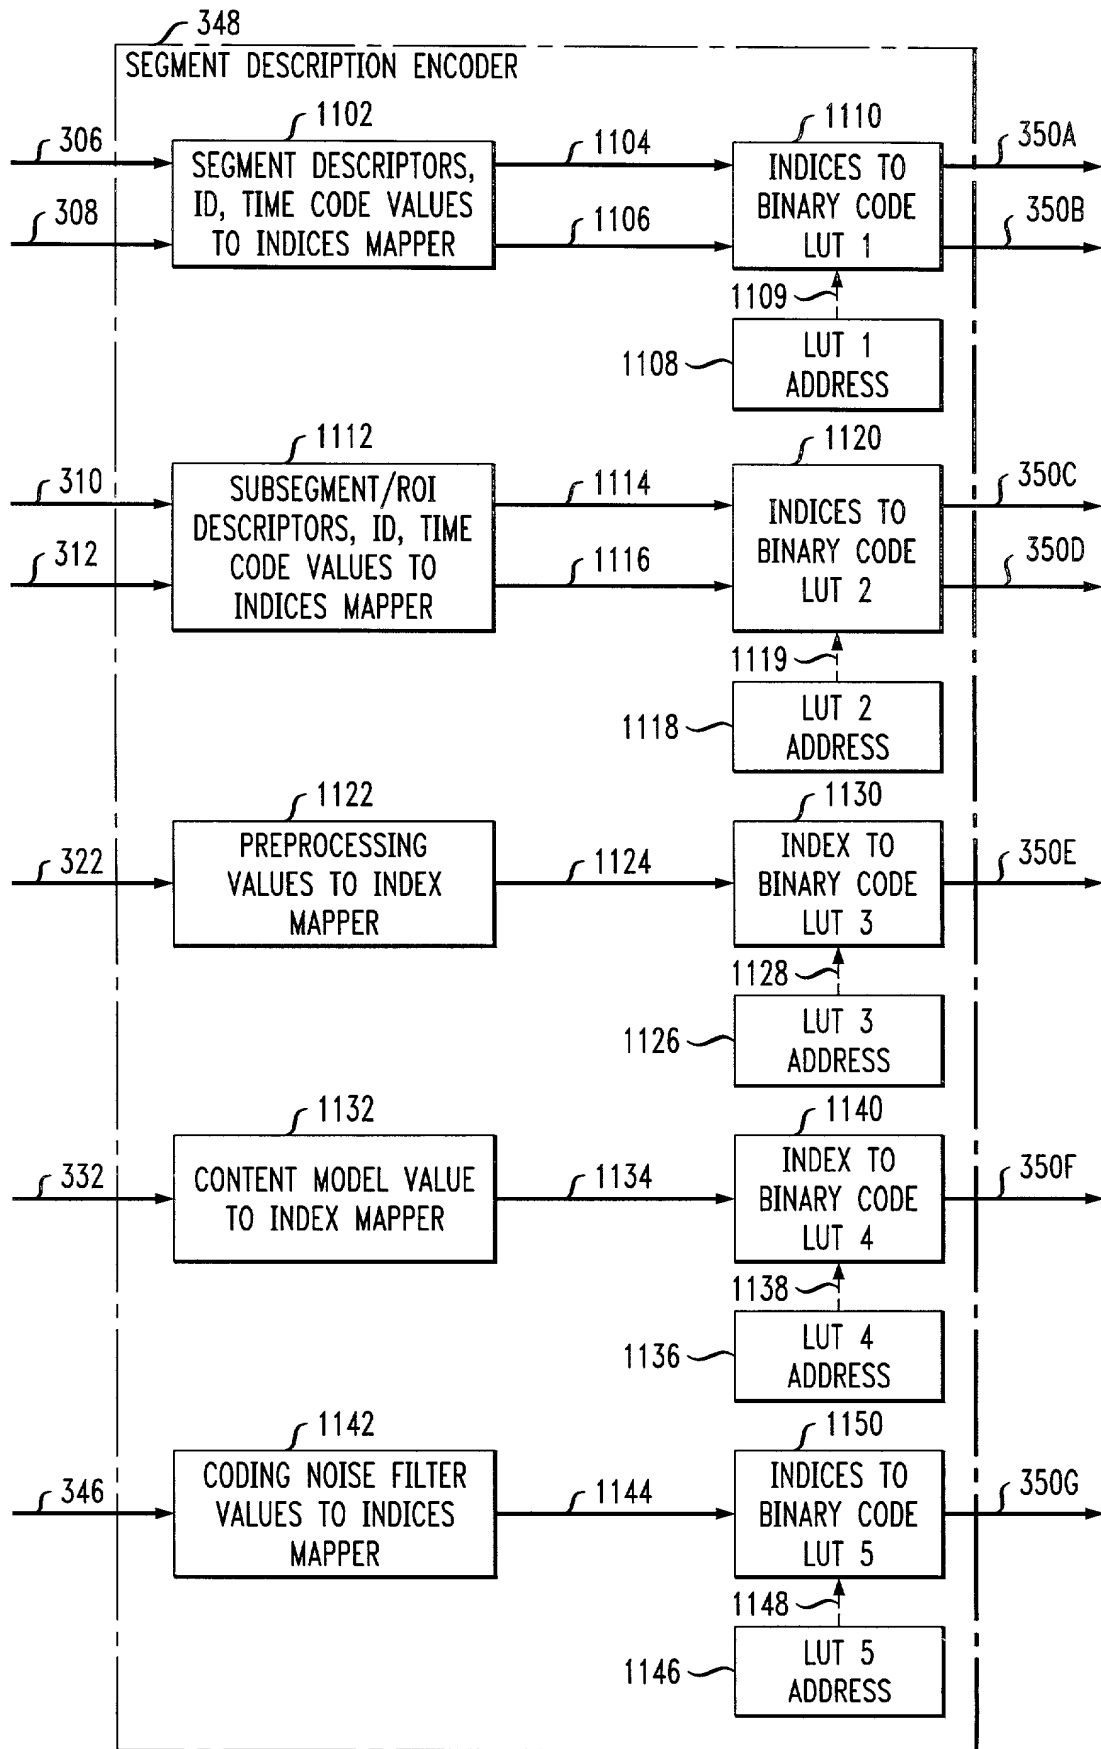 348
SEGMENT DESCRIPTION ENCODER
1102
1110
306
1104
350A
SEGMENT DESCRIPTORS,
ID, TIME CODE VALUES
TO INDICES MAPPER
INDICES TO
BINARY CODE
LUT 1
308
1106
350B
1109
1108
LUT 1
ADDRESS
1112
1120
310
1114
350C
SUBSEGMENT/ROI
DESCRIPTORS, ID, TIME
CODE VALUES TO
INDICES MAPPER
INDICES TO
BINARY CODE
LUT 2
312
1116
350D
1119
1118
LUT 2
ADDRESS
1122
1130
322
PREPROCESSING
VALUES TO INDEX
MAPPER
1124
INDEX TO
BINARY CODE
LUT 3
350E
1128
1126
LUT 3
ADDRESS
1132
1140
332
CONTENT MODEL VALUE
TO INDEX MAPPER
1134
INDEX TO
BINARY CODE
LUT 4
350F
1138
1136
LUT 4
ADDRESS
1142
1150
346
CODING NOISE FILTER
VALUES TO INDICES
MAPPER
1144
INDICES TO
BINARY CODE
LUT 5
350G
1148
1146
LUT 5
ADDRESS